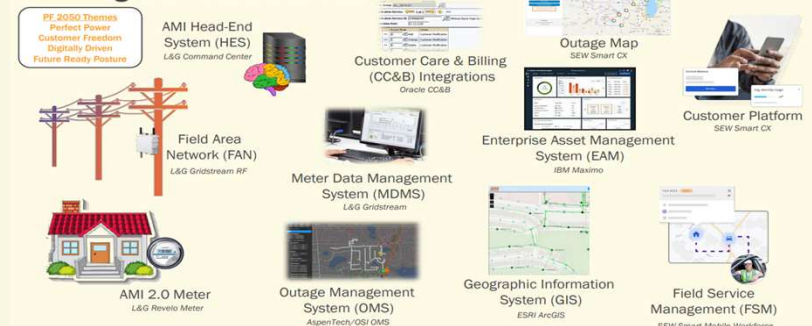 PF 2050 Themes
Perfect Power
Customer Freedom
Digitally Driven
Future Ready Posture
AMI Head-End
System (HES)
L&G Command Center
Customer Care & Billing
(CC&B) Integrations
Oracle CC&B
Outage Map
SEW Smart CX
Customer Platform
SEW Smart CX
Field Area
Network (FAN)
L&G Gridstream RF
Meter Data Management
System (MDMS)
L&G Gridstream
Enterprise Asset Management
System (EAM)
IBM Maximo
AMI 2.0 Meter
L&G Revelo Meter
Outage Management
System (OMS)
AspenTech/OSI OMS
Geographic Information
System (GIS)
ESRI ArcGIS
Field Service
Management (FSM)
SEW Smart Mobile Workforce